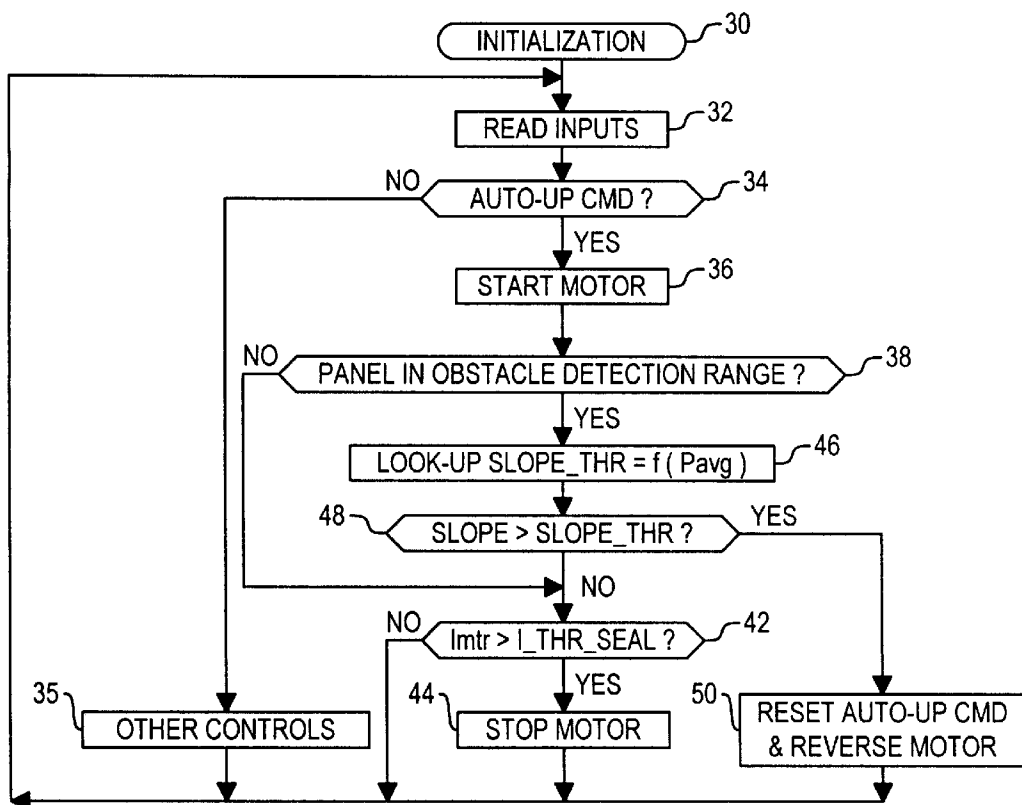 INITIALIZATION
30
READ INPUTS
32
NO
AUTO-UP CMD ?
34
YES
START MOTOR
36
NO
PANEL IN OBSTACLE DETECTION RANGE ?
38
YES
LOOK-UP SLOPE_THR = f ( Pavg )
46
48
SLOPE > SLOPE_THR ?
YES
NO
NO
Imtr > I_THR_SEAL ?
42
YES
35
OTHER CONTROLS
44
STOP MOTOR
50
RESET AUTO-UP CMD
& REVERSE MOTOR